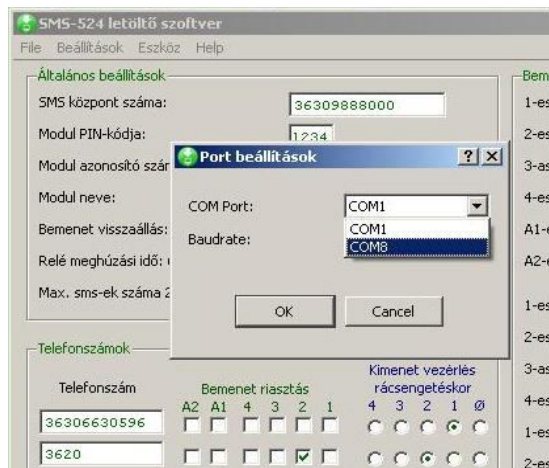 SMS-524 letöltő szoftver
File Beállítások Eszköz Help
Általános beállítások
SMS központ száma: 36309888000
Modul PIN-kódja: 1234
Modul azonosító szár
Modul neve:
Bemenet visszaállás:
Relé meghúzási idő:
Max. sms-ek száma 2
Port beállítások
COM Port: COM1
COM1
COM8
Baudrate:
OK Cancel
Bem
1-es
2-es
3-as
4-es
A1-e
A2-e
1-es
2-es
3-as
4-es
1-es
2-es
Telefonszámok
Telefonszám
Bemenet riasztás
A2 A1 4 3 2 1
Kimenet vezérlés
rácsengetéskor
4 3 2 1 Ø
36306630596
3620